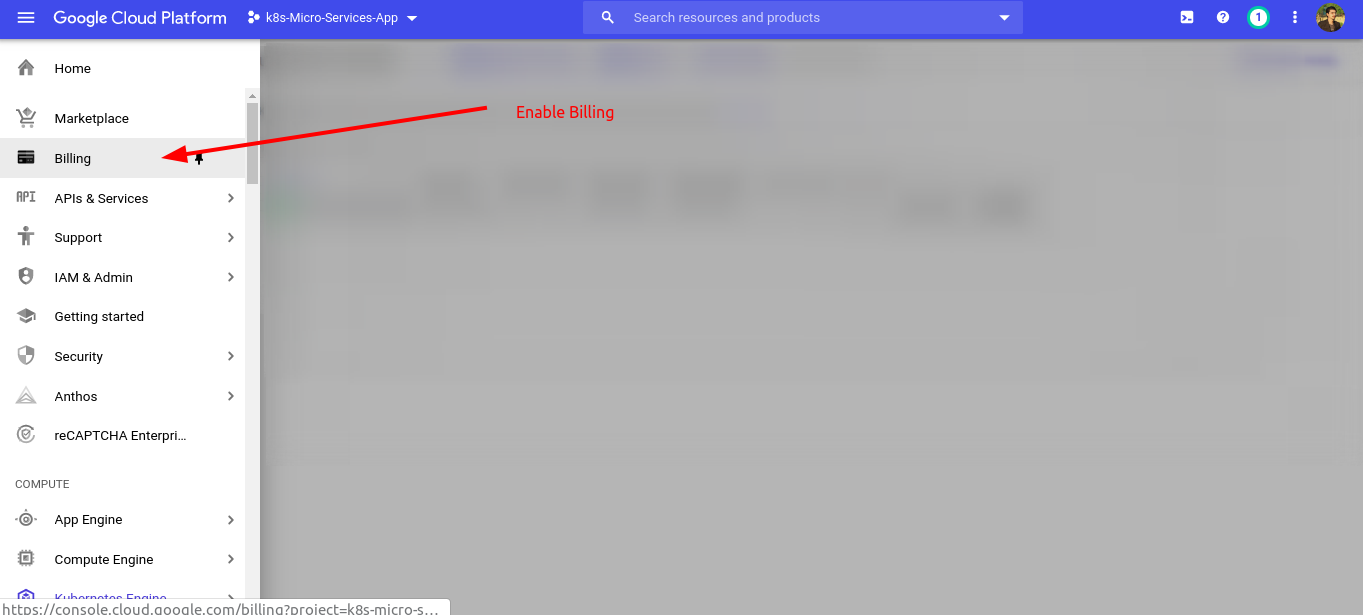 Google Cloud Platform
k8s-Micro-Services-App
Search resources and products
1
Home
Marketplace
Enable Billing
Billing
API
APIs & Services
Support
IAM & Admin
Getting started
Security
Anthos
reCAPTCHA Enterpri...
COMPUTE
App Engine
Compute Engine
Kubernetes Engine
https://console.cloud.google.com/billing?project=k8s-micro-s...